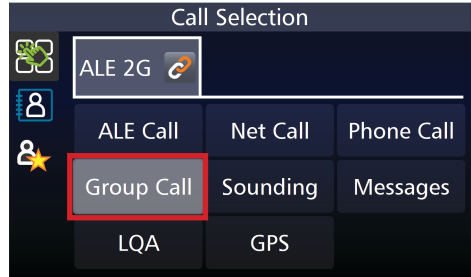 Call Selection
ALE 2G
ALE Call Net Call Phone Call
Group Call Sounding Messages
LQA GPS